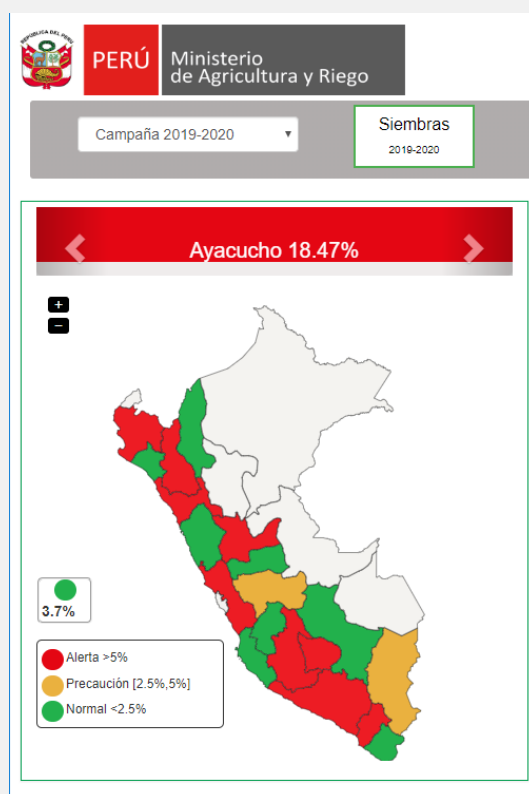 REPÚBLICA DEL PERÚ
PERÚ
Ministerio
de Agricultura y Riego
Campaña 2019-2020
Siembras
2019-2020
Ayacucho 18.47%
+
−
3.7%
Alerta >5%
Precaución [2.5%,5%]
Normal <2.5%